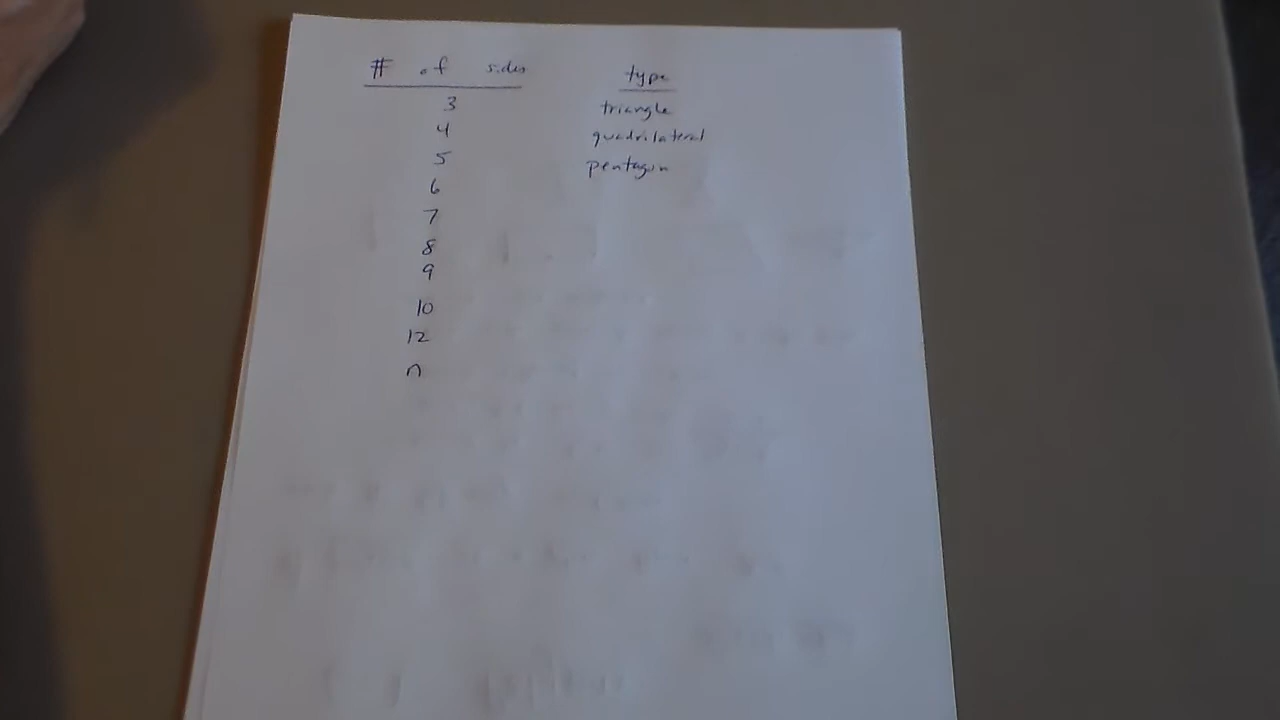 # of sides type
3 triangle
4 quadrilateral
5 pentagon
6
7
8
9
10
12
n